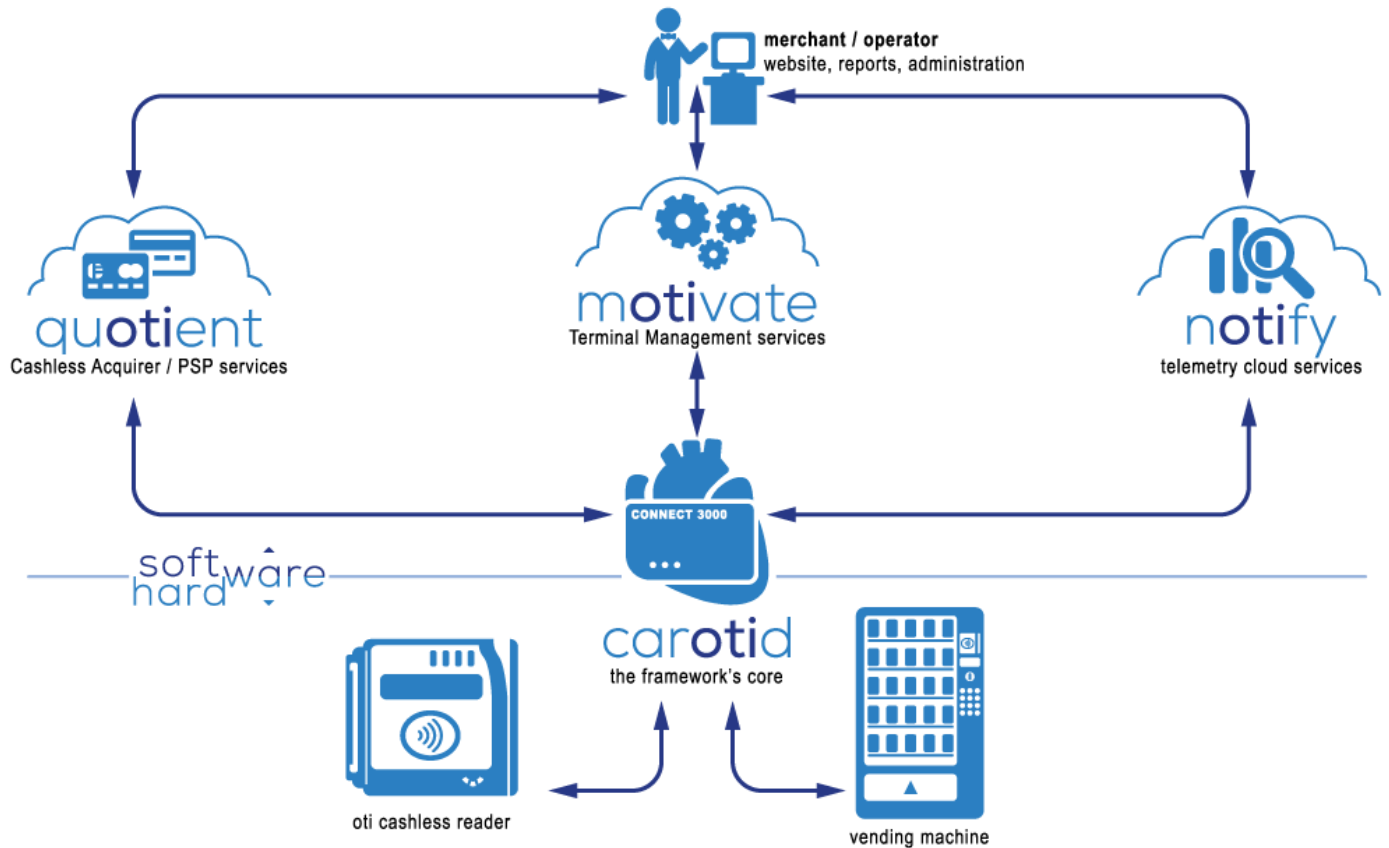 merchant / operator
website, reports, administration
quotient
Cashless Acquirer / PSP services
motivate
Terminal Management services
notify
telemetry cloud services
CONNECT 3000
software
hard
carotid
the framework's core
oti cashless reader
vending machine